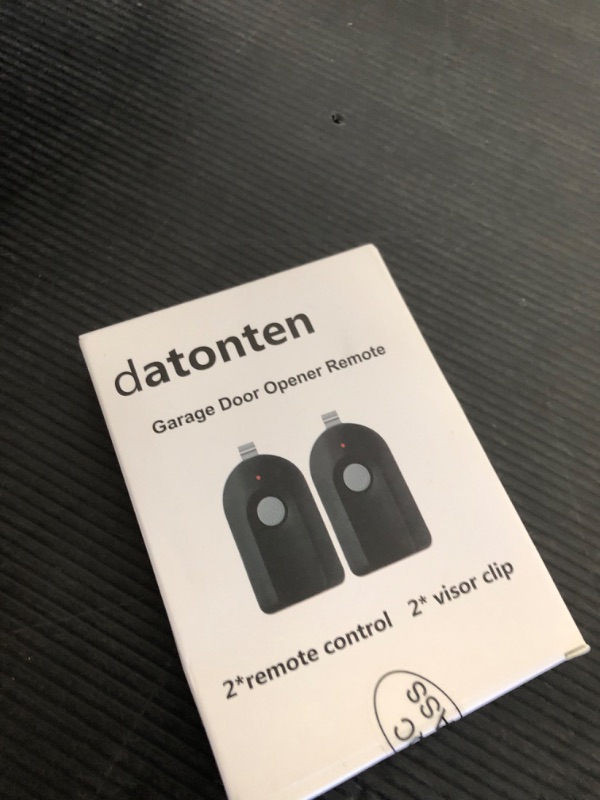 datonten
Garage Door Opener Remote
2*remote control 2* visor clip